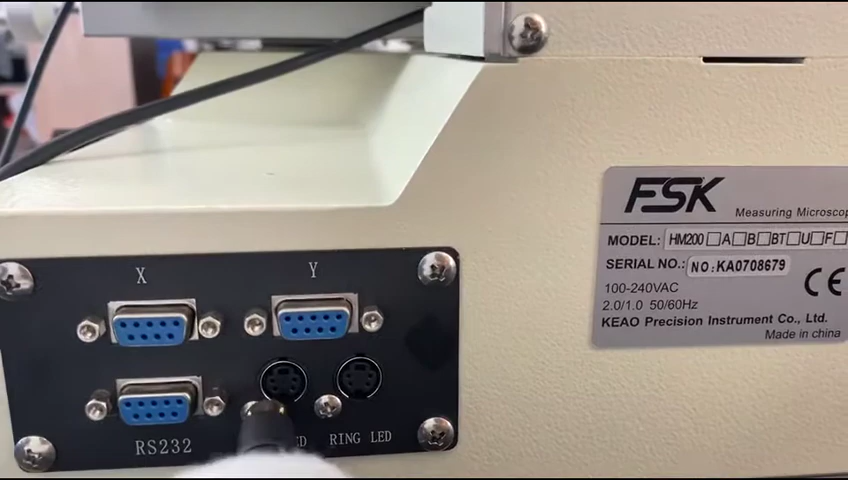 X
Y
RS232
RING LED
FSK
Measuring Microscop
MODEL: HM200□A□B□BT□U□F□
SERIAL NO.: NO:KA0708679
100-240VAC
2.0/1.0 50/60Hz
CE
KEAO Precision Instrument Co., Ltd.
Made in china